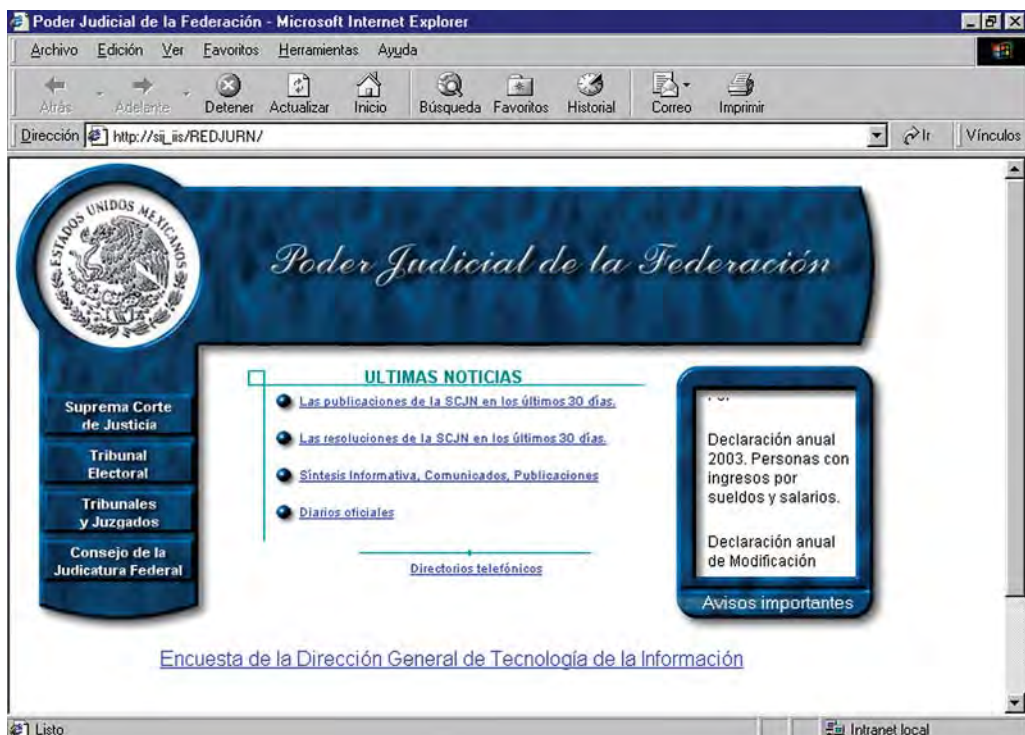 Poder Judicial de la Federación - Microsoft Internet Explorer
Archivo Edición Ver Favoritos Herramientas Ayuda
Atrás Adelante Detener Actualizar Inicio Búsqueda Favoritos Historial Correo Imprimir
Dirección http://sij_iis/REDJURN/ Ir Vínculos
ESTADOS UNIDOS MEXICANOS
Poder Judicial de la Federación
Suprema Corte
de Justicia
Tribunal
Electoral
Tribunales
y Juzgados
Consejo de la
Judicatura Federal
ULTIMAS NOTICIAS
Las publicaciones de la SCJN en los últimos 30 días.
Las resoluciones de la SCJN en los últimos 30 días.
Síntesis Informativa, Comunicados, Publicaciones
Diarios oficiales
Directorios telefónicos
Declaración anual
2003. Personas con
ingresos por
sueldos y salarios.
Declaración anual
de Modificación
Avisos importantes
Encuesta de la Dirección General de Tecnología de la Información
Listo Intranet local